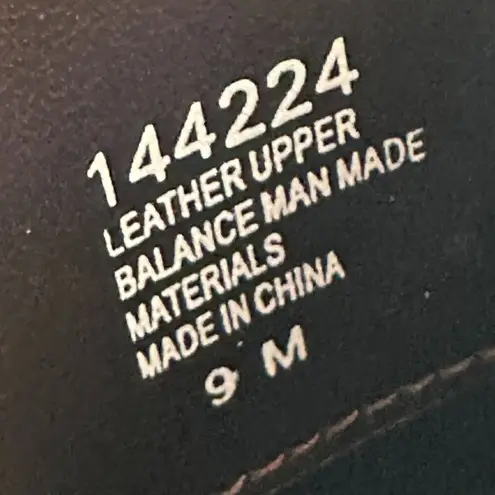 144224
LEATHER UPPER
BALANCE MAN MADE
MATERIALS
MADE IN CHINA
9 M